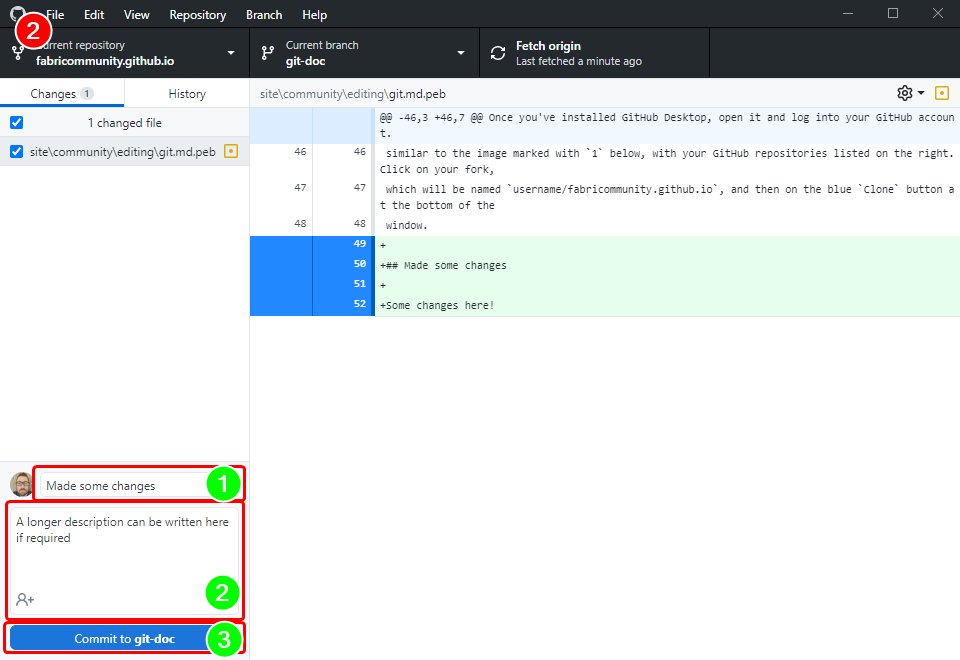 File Edit View Repository Branch Help
2
urrent repository
fabricommunity.github.io
Current branch
git-doc
Fetch origin
Last fetched a minute ago
Changes 1
History
site\community\editing\git.md.peb
1 changed file
site\community\editing\git.md.peb
@@ -46,3 +46,7 @@ Once you've installed GitHub Desktop, open it and log into your GitHub accoun
t.
46 46 similar to the image marked with `1` below, with your GitHub repositories listed on the right.
Click on your fork,
47 47 which will be named `username/fabricommunity.github.io`, and then on the blue `Clone` button a
t the bottom of the
48 48 window.
49 +
50 +## Made some changes
51 +
52 +Some changes here!
Made some changes
1
A longer description can be written here
if required
2
Commit to git-doc
3